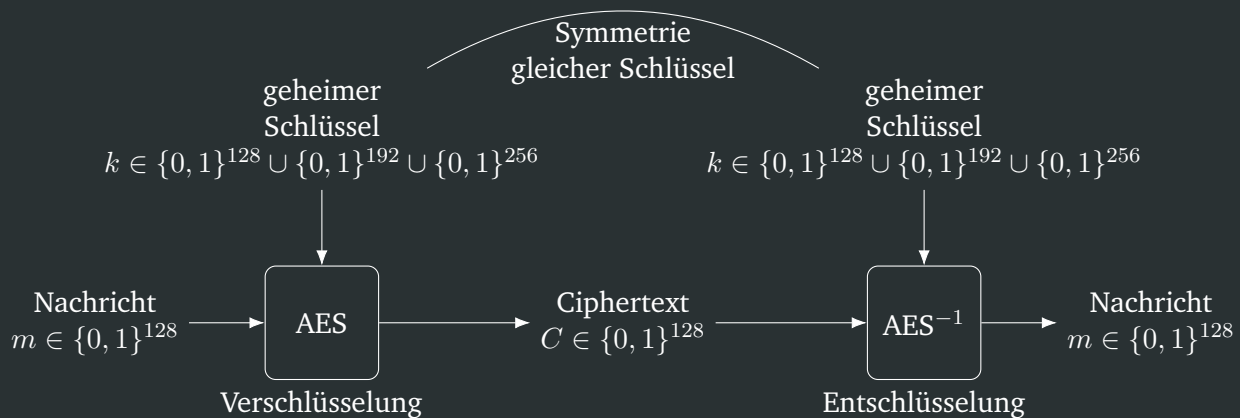 Symmetrie
gleicher Schlüssel
geheimer
Schlüssel
k ∈ {0, 1}^128 ∪ {0, 1}^192 ∪ {0, 1}^256
geheimer
Schlüssel
k ∈ {0, 1}^128 ∪ {0, 1}^192 ∪ {0, 1}^256
Nachricht
m ∈ {0, 1}^128
AES
Ciphertext
C ∈ {0, 1}^128
AES^−1
Nachricht
m ∈ {0, 1}^128
Verschlüsselung
Entschlüsselung